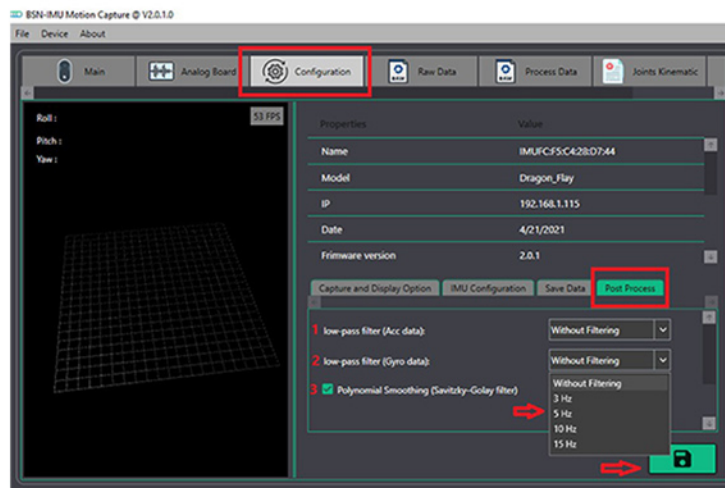 BSN-IMU Motion Capture @ V2.0.1.0
File Device About
Main Analog Board Configuration Raw Data Process Data Joints Kinematic
Roll :
53 FPS
Pitch :
Yaw :
Properties Value
Name IMUFC:F5:C4:28:D7:44
Model Dragon_Flay
IP 192.168.1.115
Date 4/21/2021
Frimware version 2.0.1
Capture and Display Option IMU Configuration Save Data Post Process
1 low-pass filter (Acc data): Without Filtering
2 low-pass filter (Gyro data): Without Filtering
3 Polynomial Smoothing (Savitzky-Golay filter)
Without Filtering
3 Hz
5 Hz
10 Hz
15 Hz